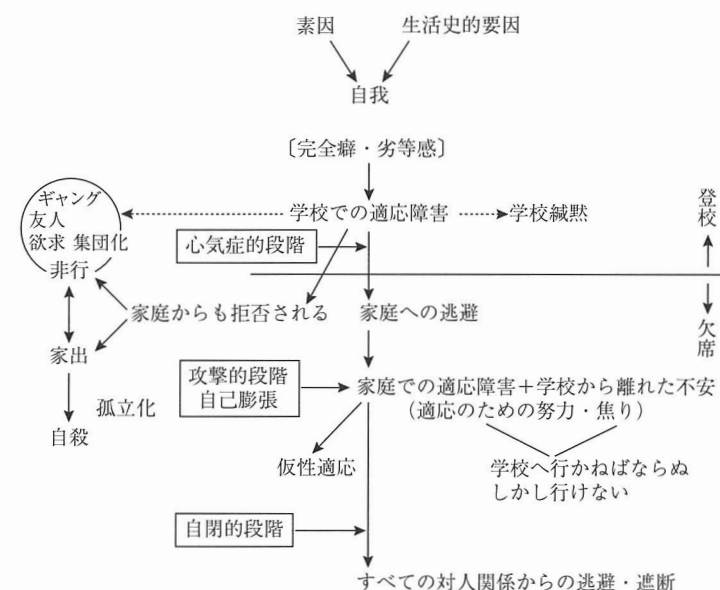 素因
生活史的要因
自我
〔完全癖・劣等感〕
ギャング
友人
欲求 集団化
非行
学校での適応障害
学校緘黙
登校
心気症的段階
家庭からも拒否される
家庭への逃避
欠席
家出
攻撃的段階
自己膨張
家庭での適応障害+学校から離れた不安
(適応のための努力・焦り)
孤立化
自殺
仮性適応
学校へ行かねばならぬ
しかし行けない
自閉的段階
すべての対人関係からの逃避・遮断